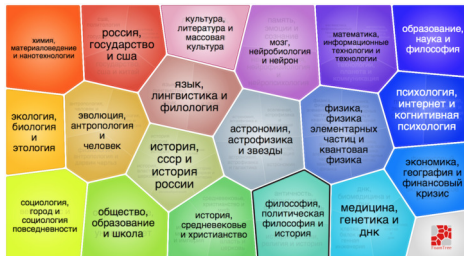 химия,
материаловедение
и нанотехнологии
россия,
государство
и сша
культура,
литература и
массовая
культура
мозг,
нейробиология
и нейрон
математика,
информационные
технологии и
технологии
образование,
наука и
философия
язык,
лингвистика и
филология
экология,
биология
и
этология
эволюция,
антропология
и
человек
история,
ссср и
история
россии
астрономия,
астрофизика
и звезды
физика,
физика
элементарных
частиц и
квантовая
физика
психология,
интернет и
когнитивная
психология
экономика,
география и
финансовый
кризис
социология,
город и
социология
повседневности
общество,
образование
и школа
история,
средневековье
и христианство
философия,
политическая
философия и
история
медицина,
генетика и
днк
FoamTree